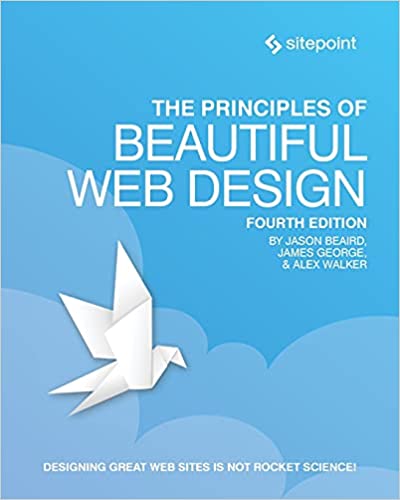 sitepoint
THE PRINCIPLES OF
BEAUTIFUL
WEB DESIGN
FOURTH EDITION
BY JASON BEAIRD,
JAMES GEORGE,
& ALEX WALKER
DESIGNING GREAT WEB SITES IS NOT ROCKET SCIENCE!